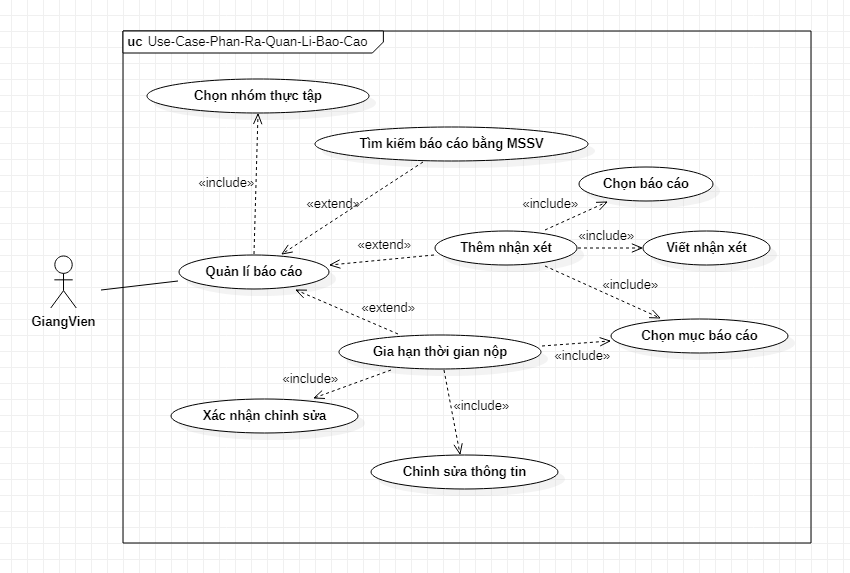 uc Use-Case-Phan-Ra-Quan-Li-Bao-Cao
Chọn nhóm thực tập
Tìm kiếm báo cáo bằng MSSV
«include»
Chọn báo cáo
«extend»
«include»
«include»
Thêm nhận xét
Viết nhận xét
«extend»
Quản lí báo cáo
«include»
GiangVien
«extend»
Chọn mục báo cáo
Gia hạn thời gian nộp
«include»
«include»
«include»
Xác nhận chỉnh sửa
Chỉnh sửa thông tin